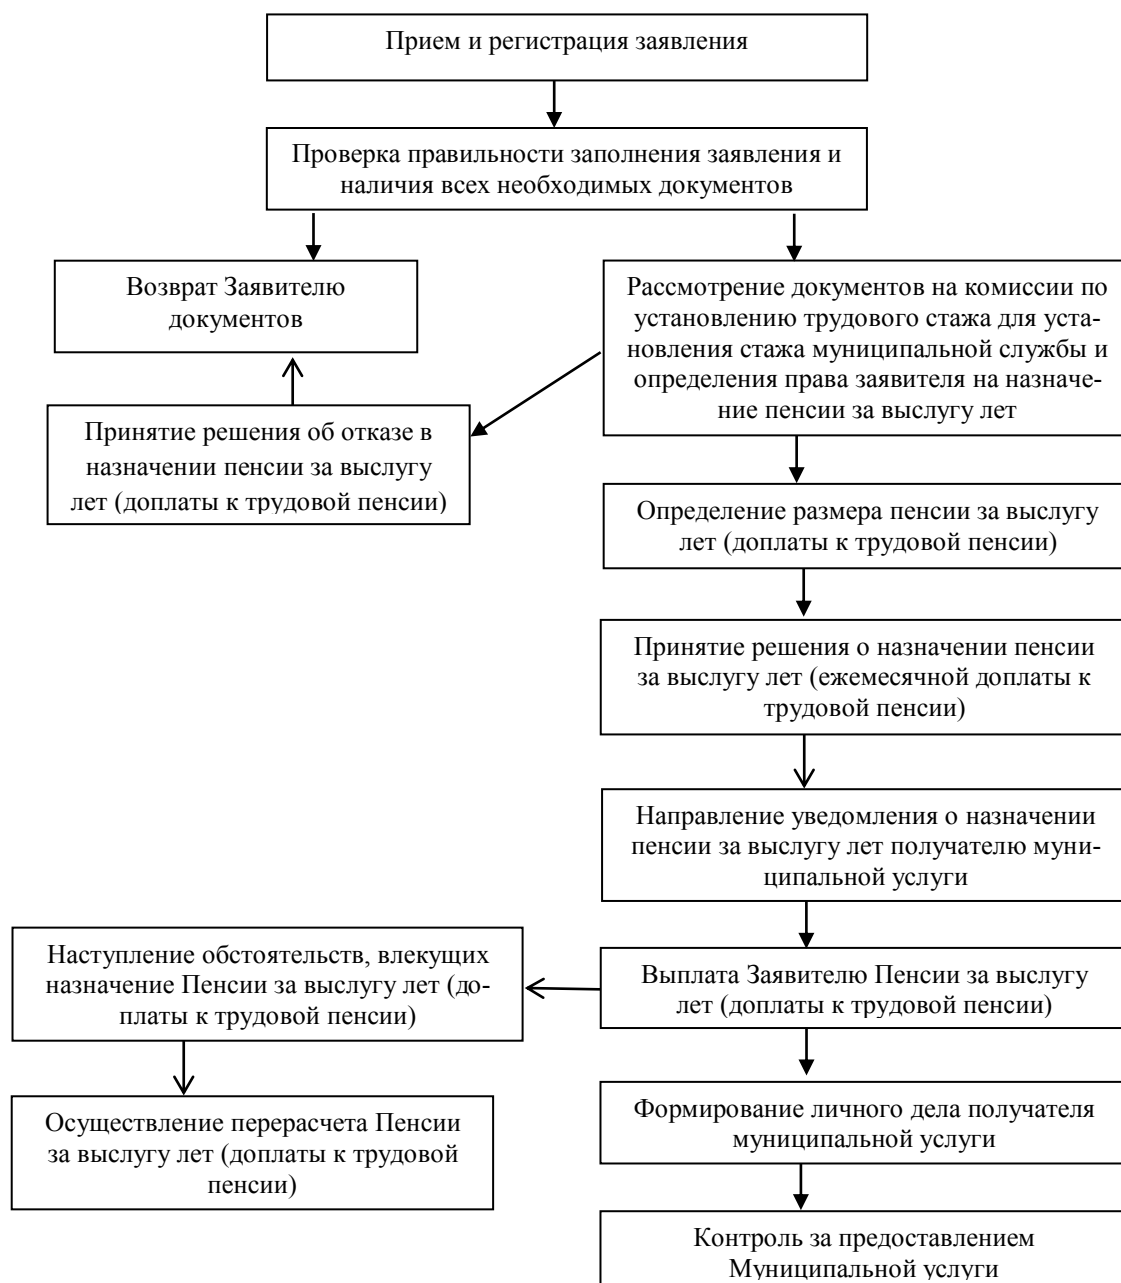 Прием и регистрация заявления
Проверка правильности заполнения заявления и
наличия всех необходимых документов
Возврат Заявителю
документов
Рассмотрение документов на комиссии по
установлению трудового стажа для уста-
новления стажа муниципальной службы и
определения права заявителя на назначе-
ние пенсии за выслугу лет
Принятие решения об отказе в
назначении пенсии за выслугу
лет (доплаты к трудовой пенсии)
Определение размера пенсии за выслугу
лет (доплаты к трудовой пенсии)
Принятие решения о назначении пенсии
за выслугу лет (ежемесячной доплаты к
трудовой пенсии)
Направление уведомления о назначении
пенсии за выслугу лет получателю муни-
ципальной услуги
Наступление обстоятельств, влекущих
назначение Пенсии за выслугу лет (до-
платы к трудовой пенсии)
Выплата Заявителю Пенсии за выслугу
лет (доплаты к трудовой пенсии)
Осуществление перерасчета Пенсии
за выслугу лет (доплаты к трудовой
пенсии)
Формирование личного дела получателя
муниципальной услуги
Контроль за предоставлением
Муниципальной услуги